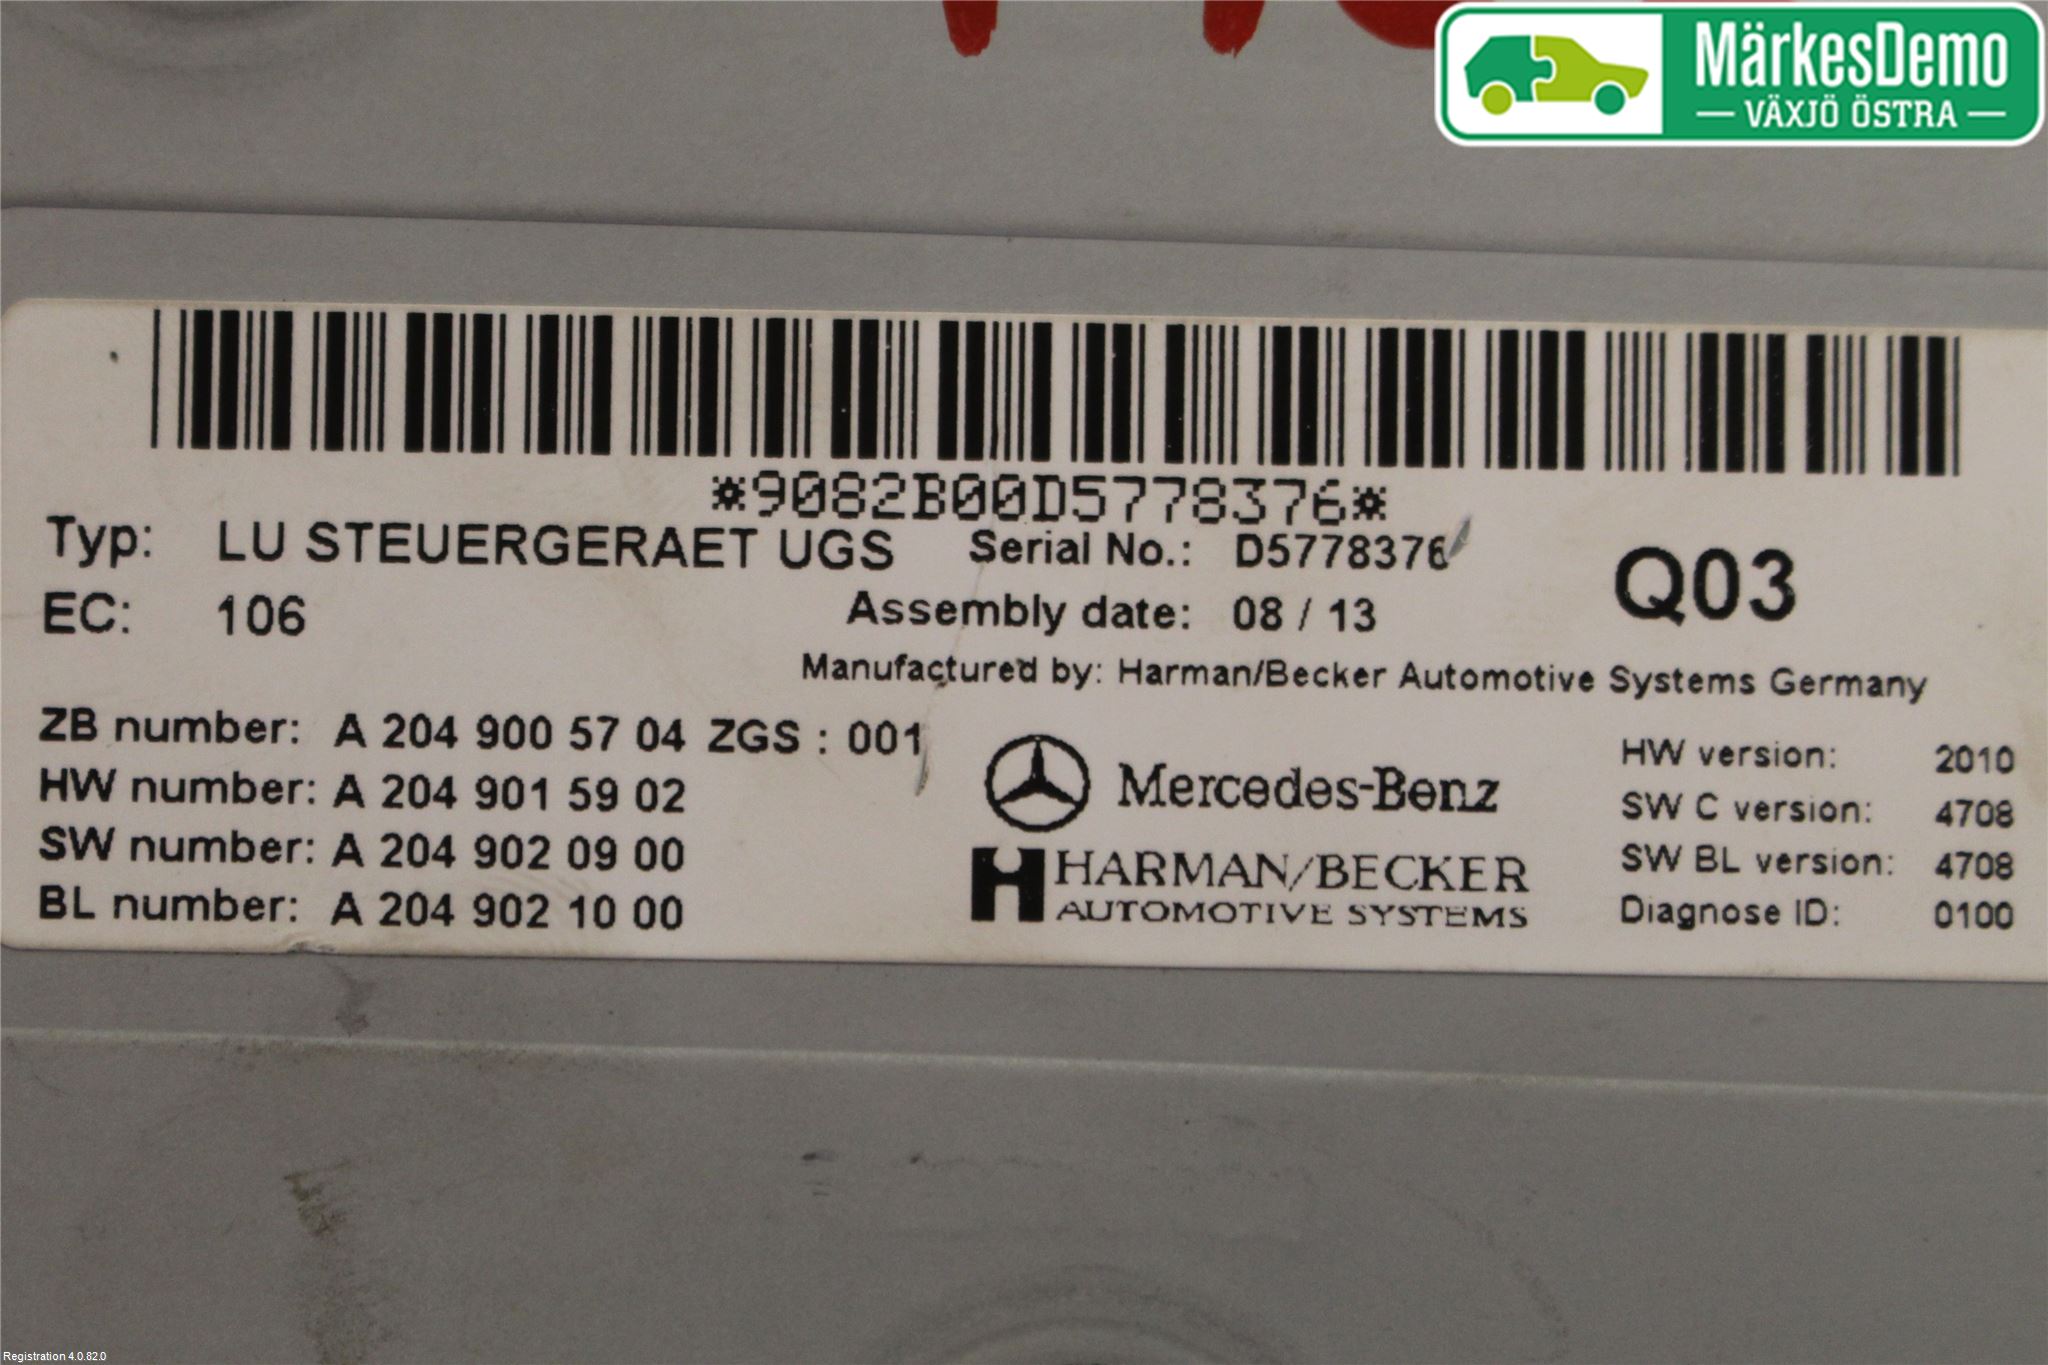 MärkesDemo
VÄXJÖ ÖSTRA
*9082B00D5778376*
Typ: LU STEUERGERAET UGS Serial No.: D5778376 Q03
EC: 106 Assembly date: 08 / 13
Manufactured by: Harman/Becker Automotive Systems Germany
ZB number: A 204 900 57 04 ZGS : 001
HW number: A 204 901 59 02
SW number: A 204 902 09 00
BL number: A 204 902 10 00
Mercedes-Benz
HARMAN/BECKER
AUTOMOTIVE SYSTEMS
HW version: 2010
SW C version: 4708
SW BL version: 4708
Diagnose ID: 0100
Registration 4.0.82.0